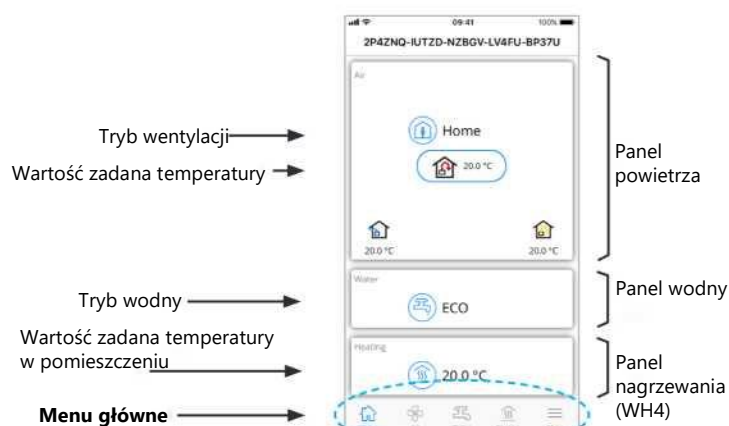 09:41 100%
2P4ZNQ-IUTZD-NZBGV-LV4FU-BP37U
Air
Tryb wentylacji
Home
Wartość zadana temperatury
20.0 °C
Panel
powietrza
20.0 °C
20.0 °C
Water
Tryb wodny
ECO
Panel wodny
Wartość zadana temperatury
w pomieszczeniu
Heating
20.0 °C
Panel
nagrzewania
(WH4)
Menu główne